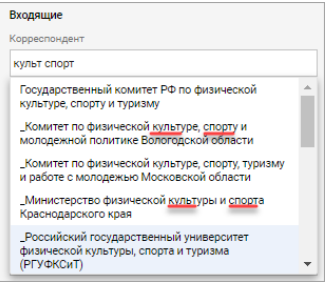 Входящие
Корреспондент
культ спорт
Государственный комитет РФ по физической
культуре, спорту и туризму
_Комитет по физической культуре, спорту и
молодежной политике Вологодской области
_Комитет по физической культуре, спорту, туризму
и работе с молодежью Московской области
_Министерство физической культуры и спорта
Краснодарского края
_Российский государственный университет
физической культуры, спорта и туризма
(РГУФКСиТ)